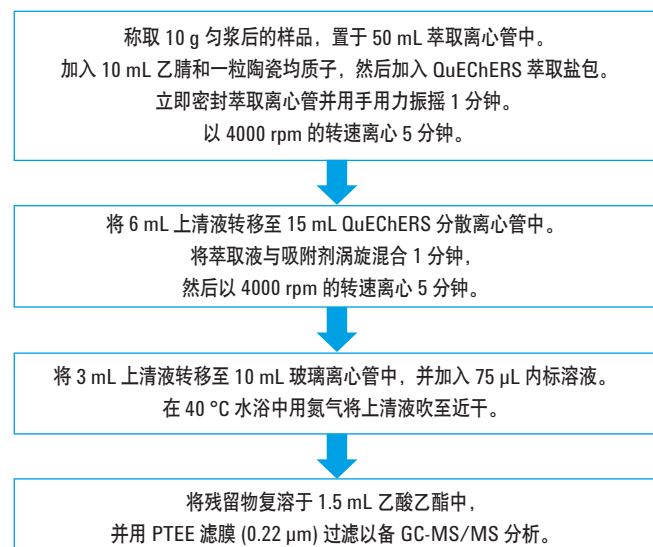 称取 10 g 匀浆后的样品，置于 50 mL 萃取离心管中。
加入 10 mL 乙腈和一粒陶瓷均质子，然后加入 QuEChERS 萃取盐包。
立即密封萃取离心管并用手用力振摇 1 分钟。
以 4000 rpm 的转速离心 5 分钟。
将 6 mL 上清液转移至 15 mL QuEChERS 分散离心管中。
将萃取液与吸附剂涡旋混合 1 分钟，
然后以 4000 rpm 的转速离心 5 分钟。
将 3 mL 上清液转移至 10 mL 玻璃离心管中，并加入 75 µL 内标溶液。
在 40 °C 水浴中用氮气将上清液吹至近干。
将残留物复溶于 1.5 mL 乙酸乙酯中，
并用 PTEE 滤膜 (0.22 µm) 过滤以备 GC-MS/MS 分析。